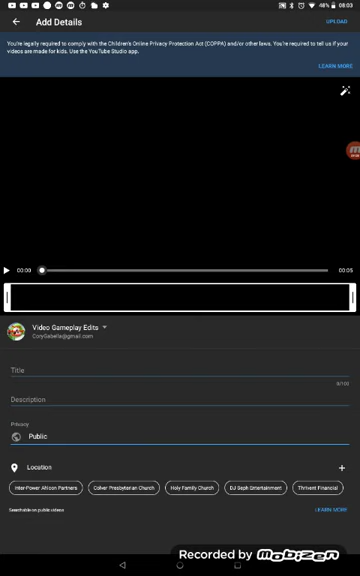 46% 08:03
Add Details
UPLOAD
You're legally required to comply with the Children's Online Privacy Protection Act (COPPA) and/or other laws. You're required to tell us if your
videos are made for kids. Use the YouTube Studio app.
LEARN MORE
00:00
00:05
Video Gameplay Edits
CoryGabella@gmail.com
Title
0/100
Description
Privacy
Public
Location
Inter-Power African Partners
Colver Presbyterian Church
Holy Family Church
DJ Seph Entertainment
Thrivent Financial
Searchable on public videos
LEARN MORE
Recorded by mobizen